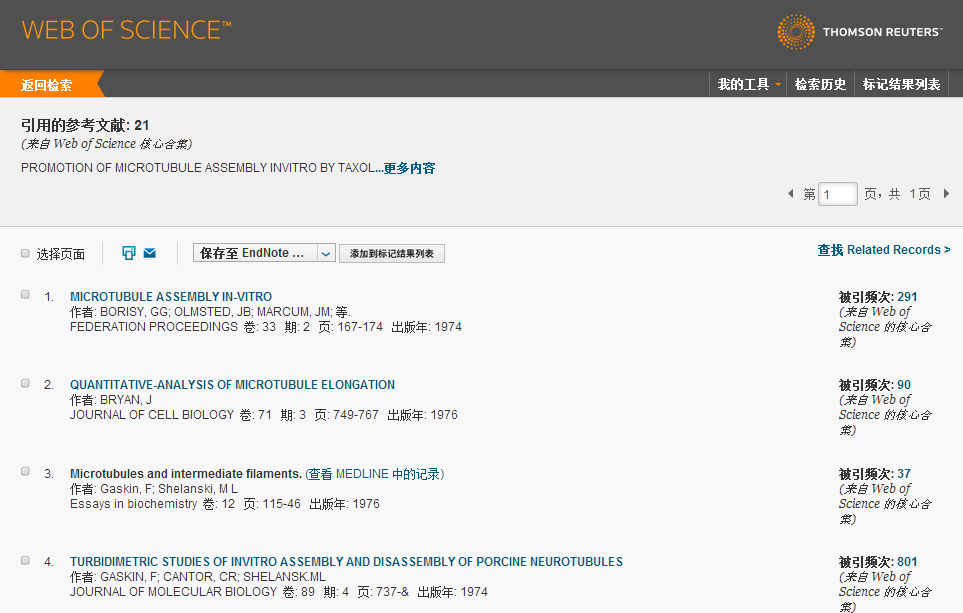 WEB OF SCIENCE™
THOMSON REUTERS™
返回检索
我的工具 检索历史 标记结果列表
引用的参考文献: 21
(来自 Web of Science 核心合集)
PROMOTION OF MICROTUBULE ASSEMBLY INVITRO BY TAXOL...更多内容
第 1 页，共 1 页
选择页面 保存至 EndNote ... 添加到标记结果列表 查找 Related Records >
1. MICROTUBULE ASSEMBLY IN-VITRO
作者: BORISY, GG; OLMSTED, JB; MARCUM, JM; 等.
FEDERATION PROCEEDINGS 卷: 33 期: 2 页: 167-174 出版年: 1974
被引频次: 291
(来自 Web of
Science 的核心合
集)
2. QUANTITATIVE-ANALYSIS OF MICROTUBULE ELONGATION
作者: BRYAN, J
JOURNAL OF CELL BIOLOGY 卷: 71 期: 3 页: 749-767 出版年: 1976
被引频次: 90
(来自 Web of
Science 的核心合
集)
3. Microtubules and intermediate filaments. (查看 MEDLINE 中的记录)
作者: Gaskin, F; Shelanski, M L
Essays in biochemistry 卷: 12 页: 115-46 出版年: 1976
被引频次: 37
(来自 Web of
Science 的核心合
集)
4. TURBIDIMETRIC STUDIES OF INVITRO ASSEMBLY AND DISASSEMBLY OF PORCINE NEUROTUBULES
作者: GASKIN, F; CANTOR, CR; SHELANSK.ML
JOURNAL OF MOLECULAR BIOLOGY 卷: 89 期: 4 页: 737-& 出版年: 1974
被引频次: 801
(来自 Web of
Science 的核心合
集)